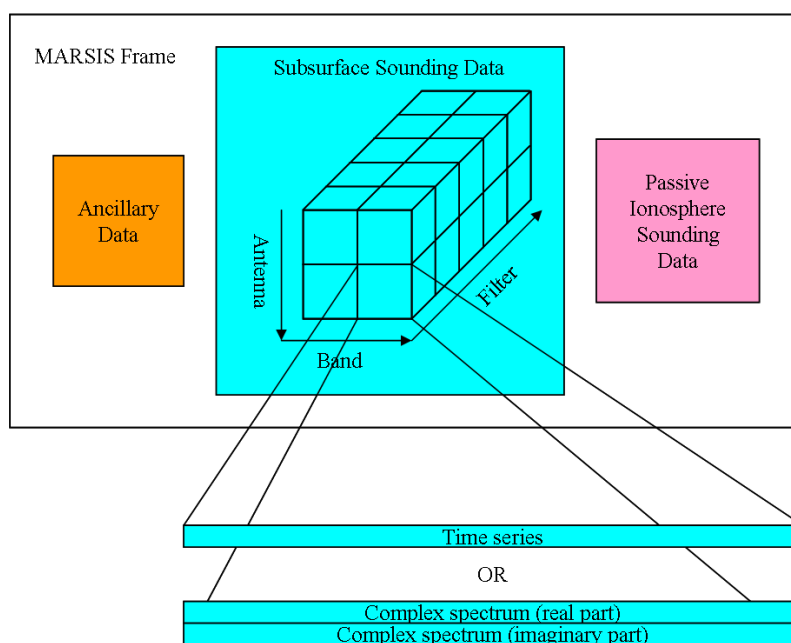 MARSIS Frame
Subsurface Sounding Data
Ancillary
Data
Antenna
Band
Filter
Passive
Ionosphere
Sounding
Data
Time series
OR
Complex spectrum (real part)
Complex spectrum (imaginary part)